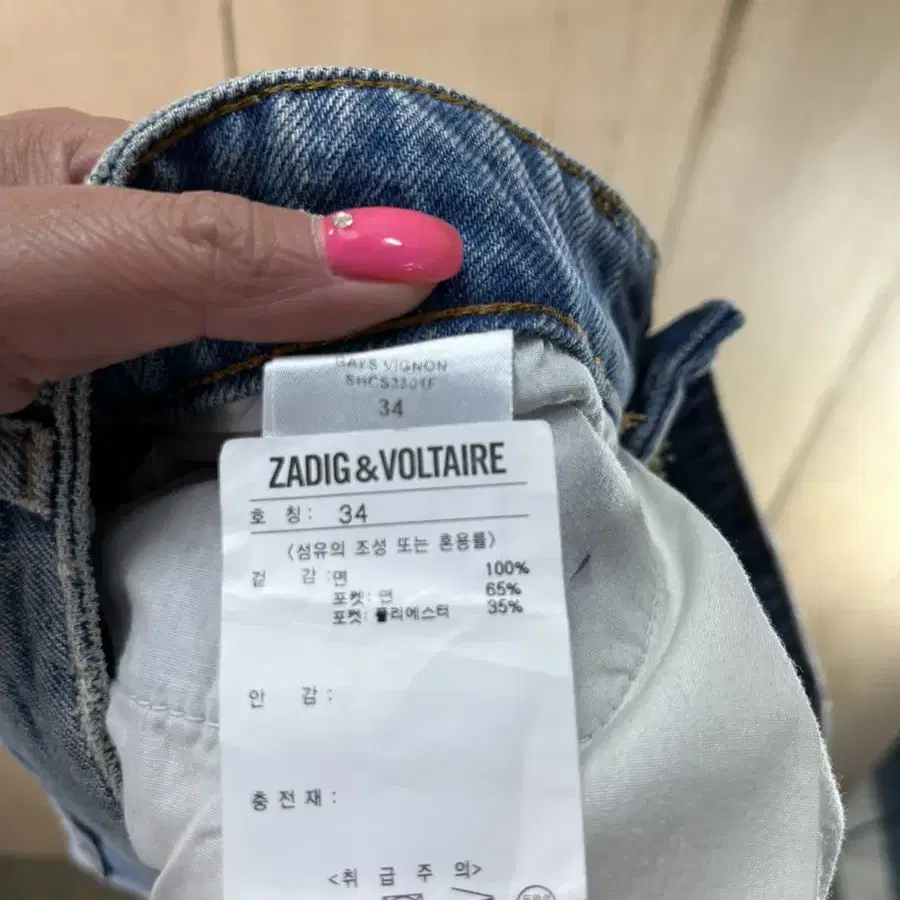 VIGNON
34
ZADIG&VOLTAIRE
호 칭: 34
<섬유의 조성 또는 혼용률>
겉 감:면 100%
포켓: 면 65%
포켓: 폴리에스터 35%
안 감:
충전재:
<취급주의>